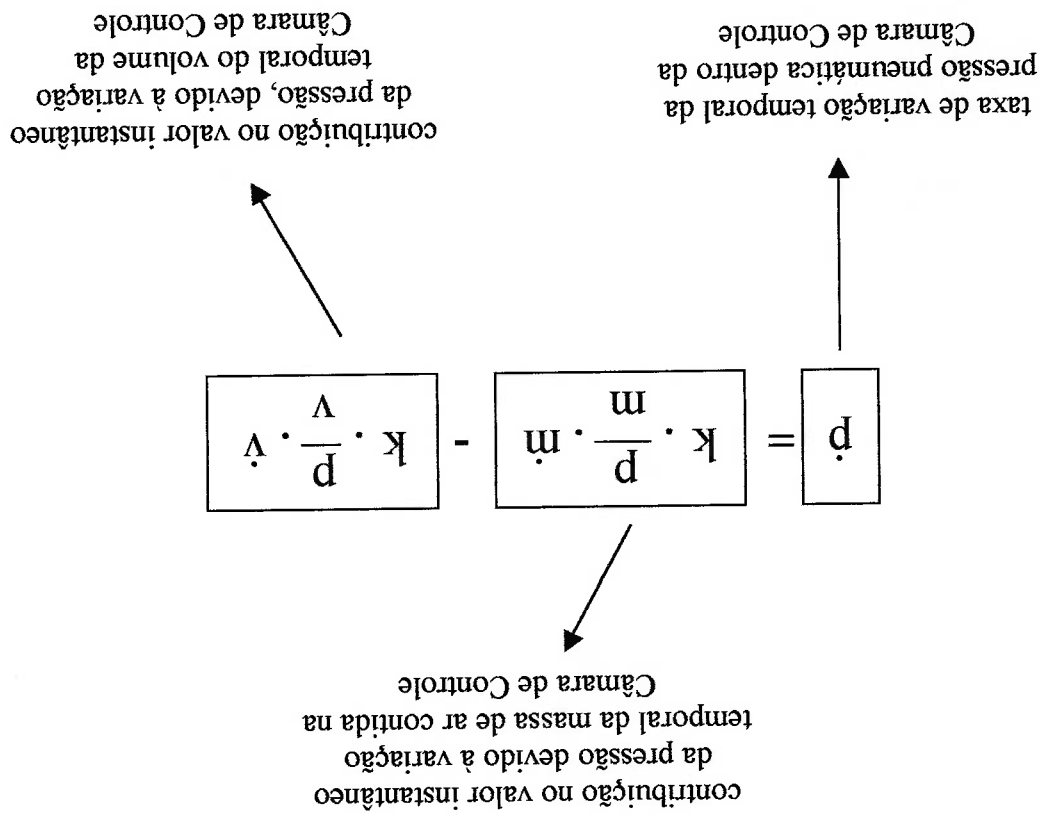 contribuição no valor instantâneo
da pressão devido à variação
temporal da massa de ar contida na
Câmara de Controle
ṗ = k . p/m . ṁ - k . p/v . v̇
taxa de variação temporal da
pressão pneumática dentro da
Câmara de Controle
contribuição no valor instantâneo
da pressão, devido à variação
temporal do volume da
Câmara de Controle